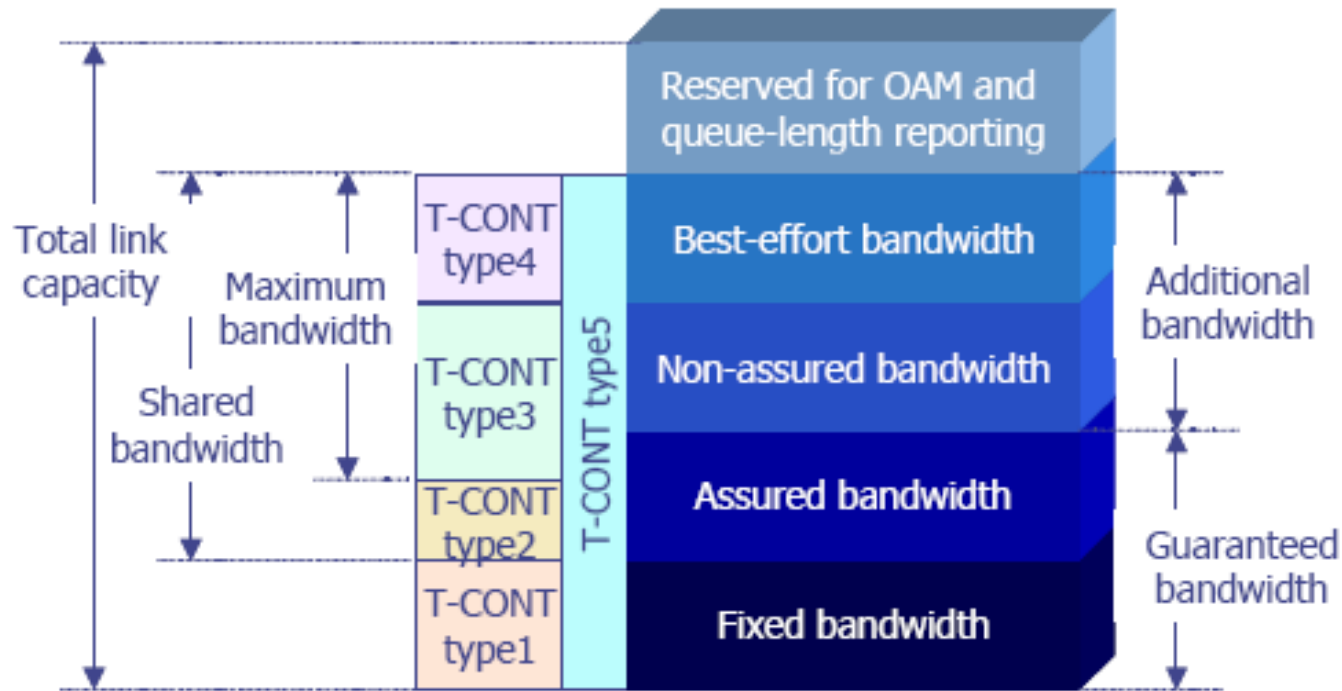 Reserved for OAM and
queue-length reporting
Total link
capacity
Maximum
bandwidth
Shared
bandwidth
T-CONT
type4
T-CONT
type3
T-CONT
type2
T-CONT
type1
T-CONT type5
Best-effort bandwidth
Non-assured bandwidth
Assured bandwidth
Fixed bandwidth
Additional
bandwidth
Guaranteed
bandwidth